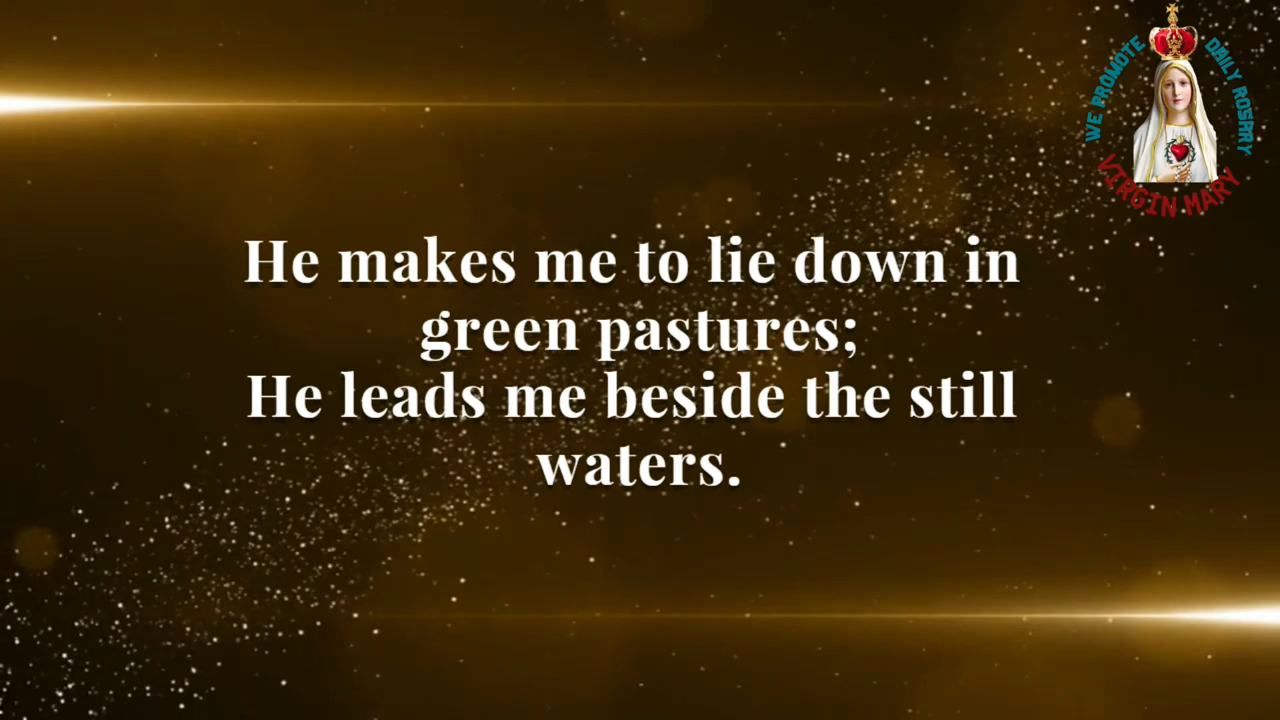 WE PROMOTE DAILY ROSARY
VIRGIN MARY
He makes me to lie down in
green pastures;
He leads me beside the still
waters.